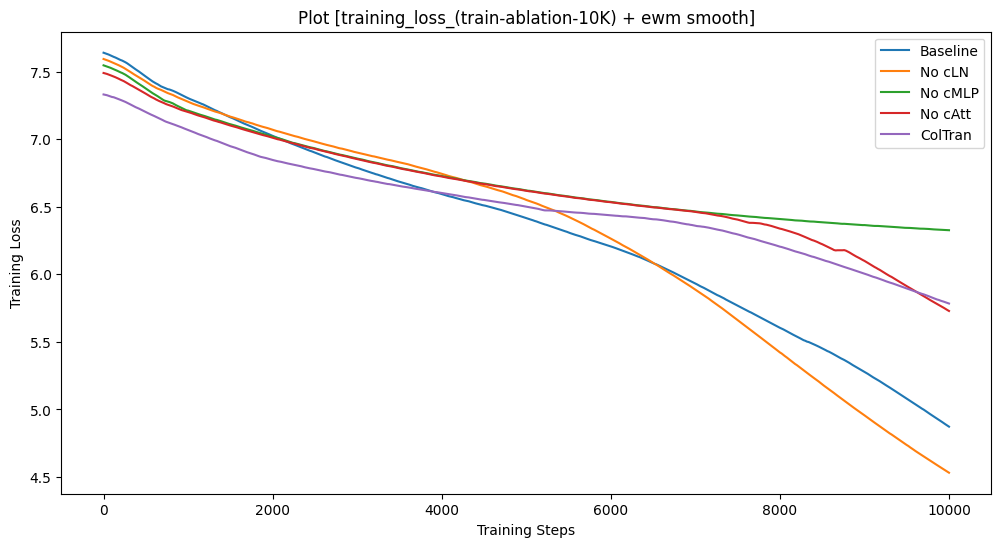 Plot [training_loss_(train-ablation-10K) + ewm smooth]
Training Loss
7.5
7.0
6.5
6.0
5.5
5.0
4.5
0
2000
4000
6000
8000
10000
Training Steps
Baseline
No cLN
No cMLP
No cAtt
ColTran